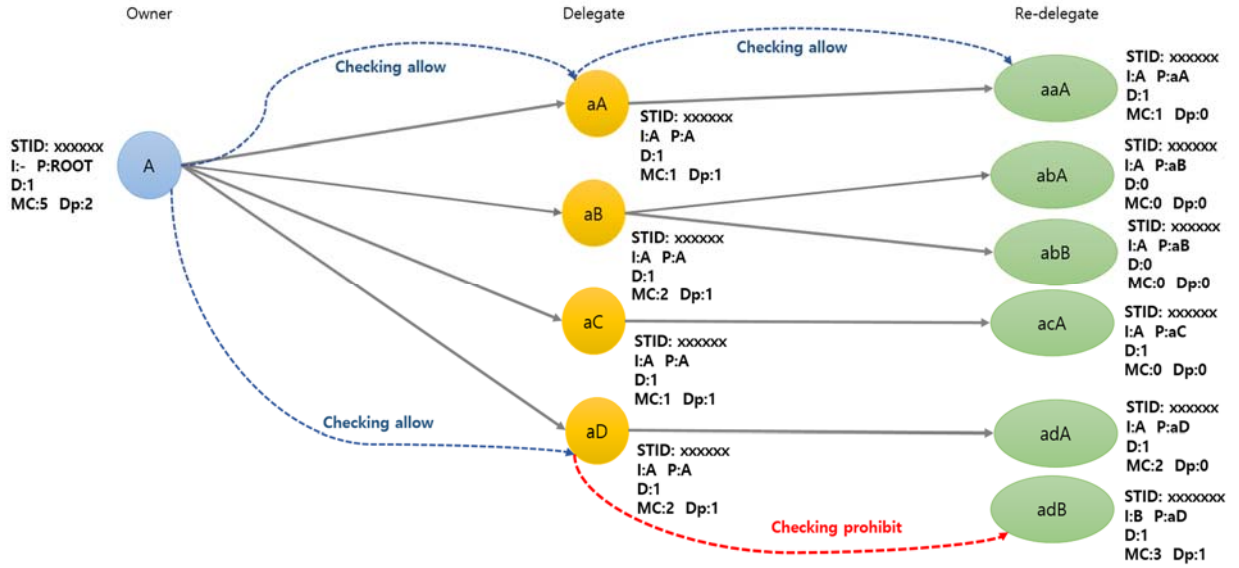 Owner
Delegate
Re-delegate
Checking allow
Checking allow
A
STID: xxxxxx
I:-  P:ROOT
D:1
MC:5  Dp:2
aA
STID: xxxxxx
I:A  P:A
D:1
MC:1  Dp:1
aaA
STID: xxxxxx
I:A  P:aA
D:1
MC:1  Dp:0
aB
STID: xxxxxx
I:A  P:A
D:1
MC:2  Dp:1
abA
STID: xxxxxx
I:A  P:aB
D:0
MC:0  Dp:0
abB
STID: xxxxxx
I:A  P:aB
D:0
MC:0  Dp:0
aC
STID: xxxxxx
I:A  P:A
D:1
MC:1  Dp:1
acA
STID: xxxxxx
I:A  P:aC
D:1
MC:0  Dp:0
Checking allow
aD
STID: xxxxxx
I:A  P:A
D:1
MC:2  Dp:1
adA
STID: xxxxxx
I:A  P:aD
D:1
MC:2  Dp:0
Checking prohibit
adB
STID: xxxxxxx
I:B  P:aD
D:1
MC:3  Dp:1